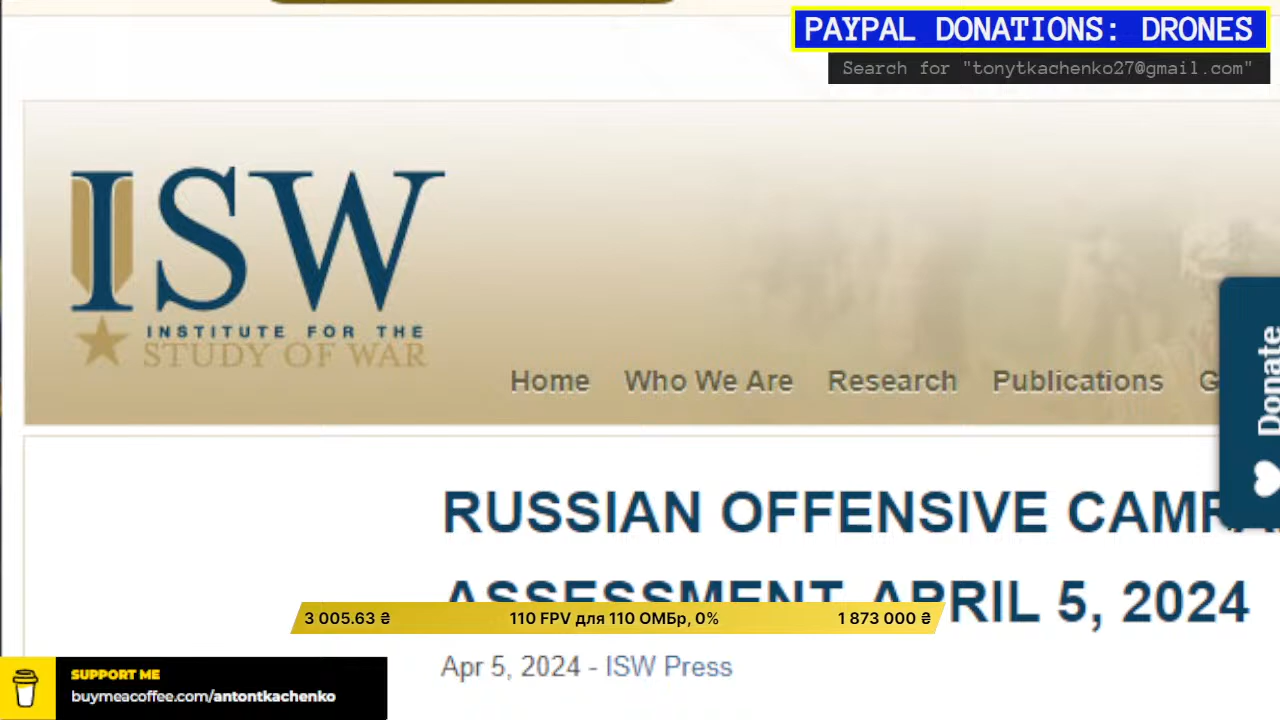 PAYPAL DONATIONS: DRONES
Search for "tonytkachenko27@gmail.com"
ISW
INSTITUTE FOR THE
STUDY OF WAR
Home Who We Are Research Publications
Donate
RUSSIAN OFFENSIVE
ASSESSMENT, APRIL 5, 2024
3 005.63 ₴ 110 FPV для 110 ОМБр, 0% 1 873 000 ₴
Apr 5, 2024 - ISW Press
SUPPORT ME
buymeacoffee.com/antontkachenko